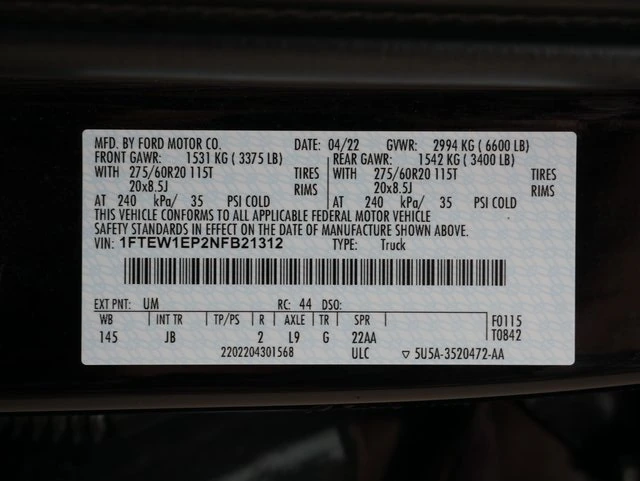 MFD. BY FORD MOTOR CO. DATE: 04/22 GVWR: 2994 KG ( 6600 LB)
FRONT GAWR: 1531 KG ( 3375 LB) REAR GAWR: 1542 KG ( 3400 LB)
WITH 275/60R20 115T TIRES WITH 275/60R20 115T TIRES
20x8.5J RIMS 20x8.5J RIMS
AT 240 kPa/ 35 PSI COLD AT 240 kPa/ 35 PSI COLD
THIS VEHICLE CONFORMS TO ALL APPLICABLE FEDERAL MOTOR VEHICLE
SAFETY STANDARDS IN EFFECT ON THE DATE OF MANUFACTURE SHOWN ABOVE.
VIN: 1FTEW1EP2NFB21312 TYPE: Truck
EXT PNT: UM RC: 44 DSO:
WB INT TR TP/PS R AXLE TR SPR F0115
145 JB 2 L9 G 22AA T0842
2202204301568 ULC ▽ 5U5A-3520472-AA